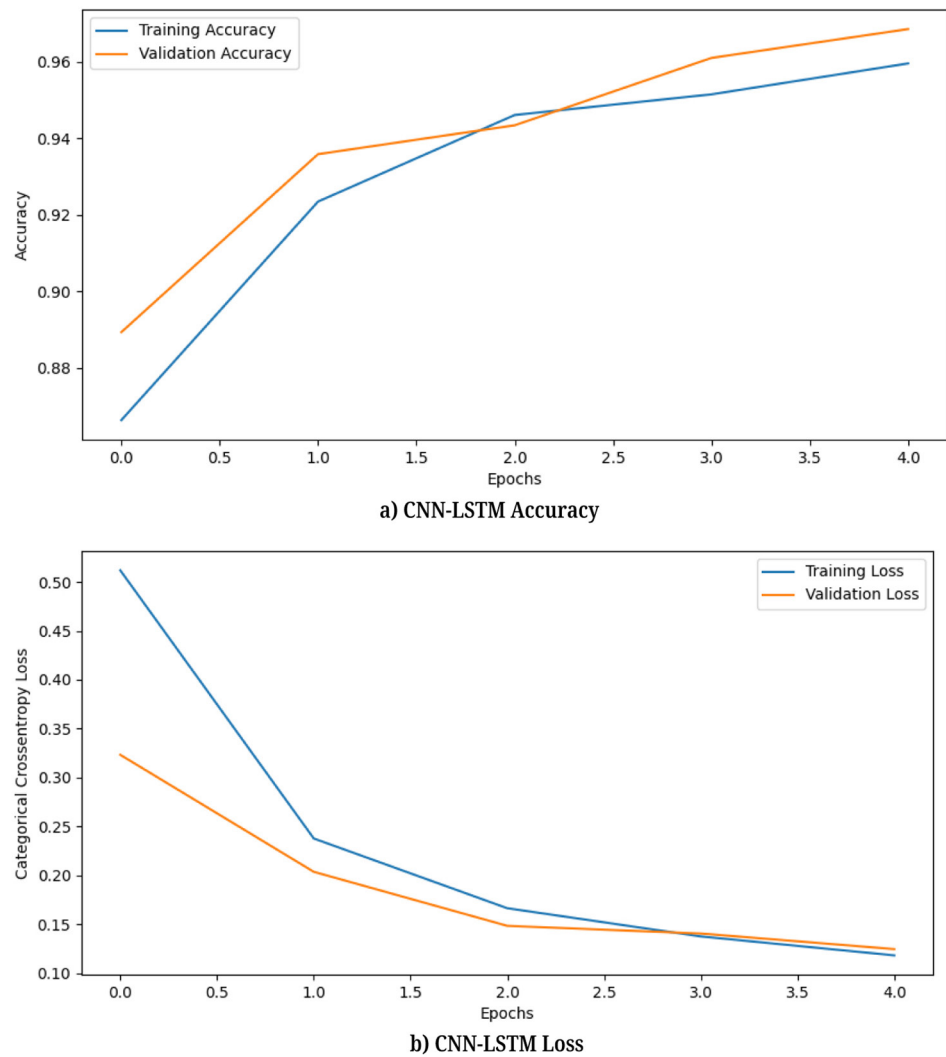 Training Accuracy
Validation Accuracy
0.96
0.94
0.92
0.90
0.88
Accuracy
0.0 0.5 1.0 1.5 2.0 2.5 3.0 3.5 4.0
Epochs
a) CNN-LSTM Accuracy
Training Loss
Validation Loss
0.50
0.45
0.40
0.35
0.30
0.25
0.20
0.15
0.10
Categorical Crossentropy Loss
0.0 0.5 1.0 1.5 2.0 2.5 3.0 3.5 4.0
Epochs
b) CNN-LSTM Loss